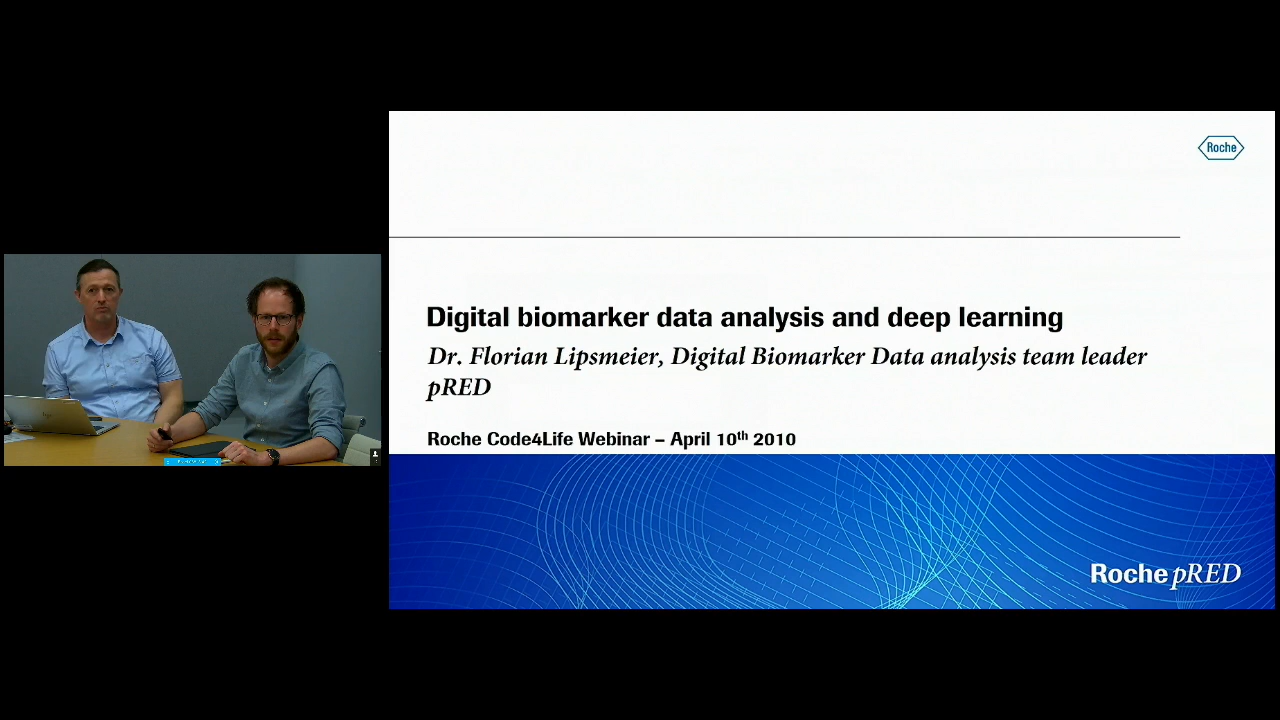 Roche
Digital biomarker data analysis and deep learning
Dr. Florian Lipsmeier, Digital Biomarker Data analysis team leader
pRED
Roche Code4Life Webinar – April 10th 2010
Roche pRED